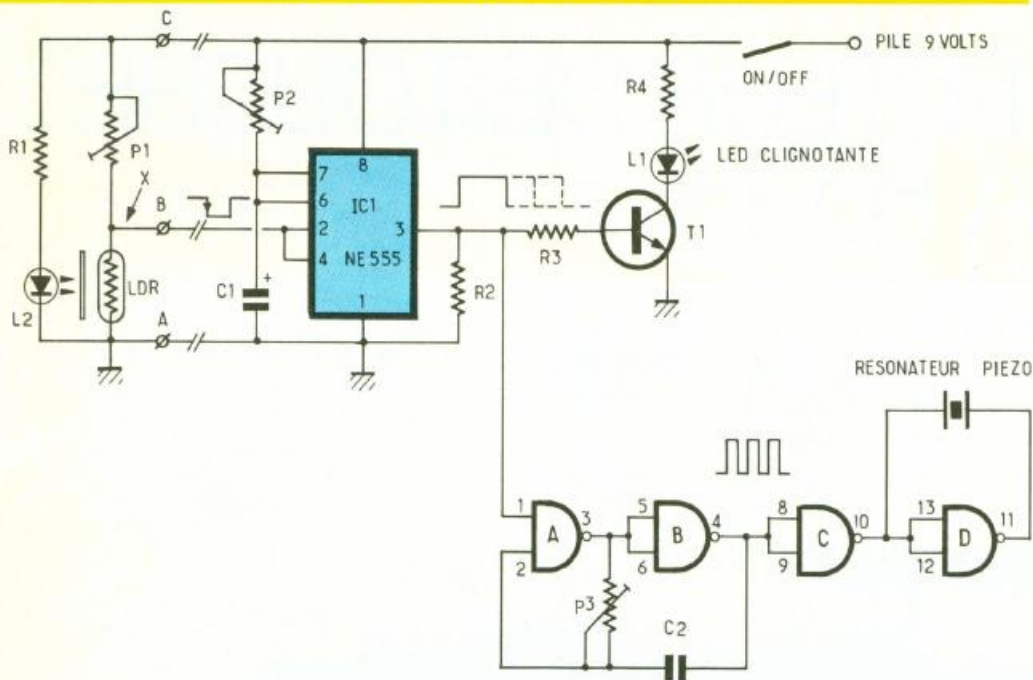 C
PILE 9 VOLTS
ON/OFF
R1
P1
P2
R4
X
B
L1
LED CLIGNOTANTE
7
8
6
IC1
2
3
4
NE 555
1
R3
T1
L2
LDR
C1
+
R2
A
RESONATEUR PIEZO
1
A
3
2
5
B
4
6
8
C
10
9
13
D
11
12
P3
C2